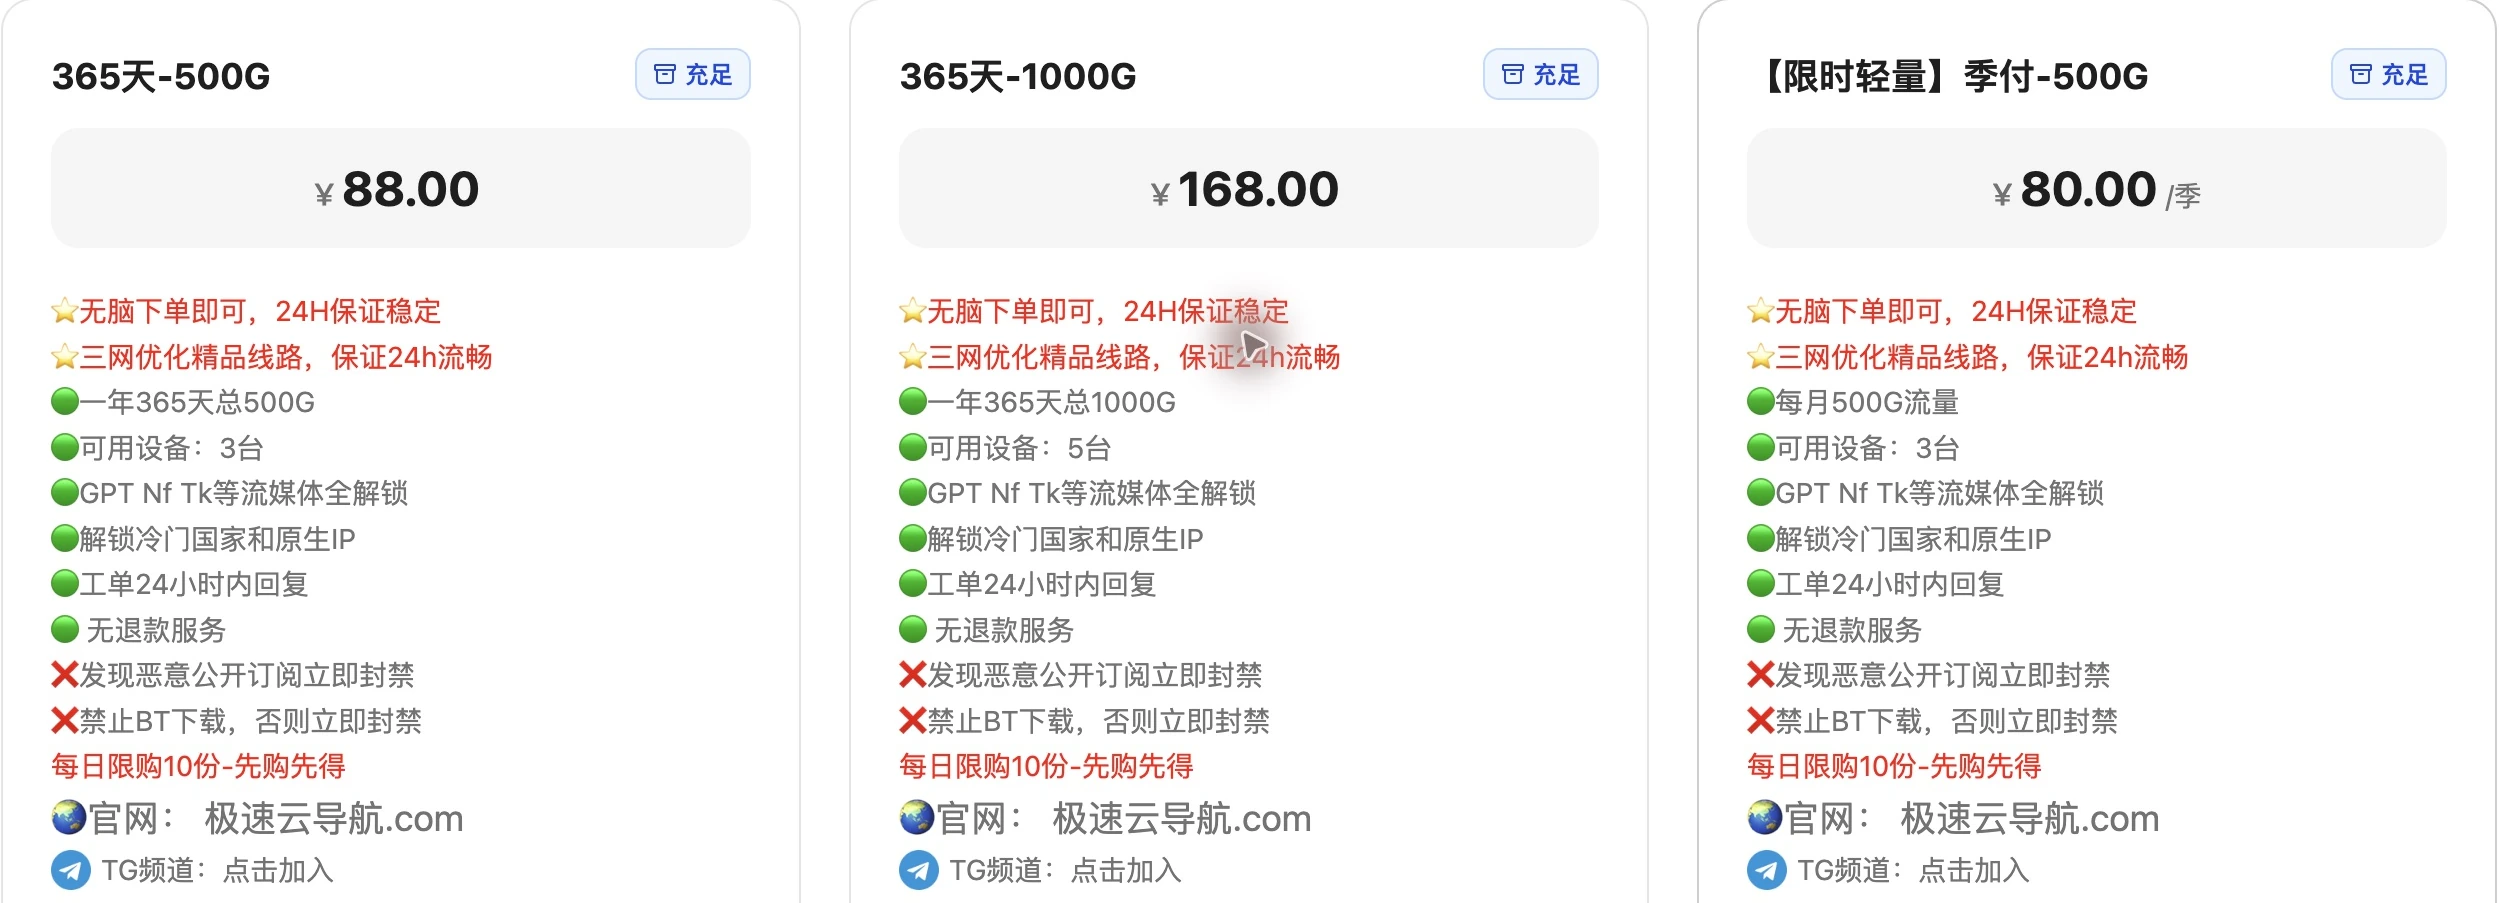 365天-500G
充足
¥ 88.00
⭐无脑下单即可，24H保证稳定
⭐三网优化精品线路，保证24h流畅
🟢一年365天总500G
🟢可用设备：3台
🟢GPT Nf Tk等流媒体全解锁
🟢解锁冷门国家和原生IP
🟢工单24小时内回复
🟢 无退款服务
❌发现恶意公开订阅立即封禁
❌禁止BT下载，否则立即封禁
每日限购10份-先购先得
🌏官网： 极速云导航.com
TG频道：点击加入
365天-1000G
充足
¥ 168.00
⭐无脑下单即可，24H保证稳定
⭐三网优化精品线路，保证24h流畅
🟢一年365天总1000G
🟢可用设备：5台
🟢GPT Nf Tk等流媒体全解锁
🟢解锁冷门国家和原生IP
🟢工单24小时内回复
🟢 无退款服务
❌发现恶意公开订阅立即封禁
❌禁止BT下载，否则立即封禁
每日限购10份-先购先得
🌏官网： 极速云导航.com
TG频道：点击加入
【限时轻量】季付-500G
充足
¥ 80.00 /季
⭐无脑下单即可，24H保证稳定
⭐三网优化精品线路，保证24h流畅
🟢每月500G流量
🟢可用设备：3台
🟢GPT Nf Tk等流媒体全解锁
🟢解锁冷门国家和原生IP
🟢工单24小时内回复
🟢 无退款服务
❌发现恶意公开订阅立即封禁
❌禁止BT下载，否则立即封禁
每日限购10份-先购先得
🌏官网： 极速云导航.com
TG频道：点击加入